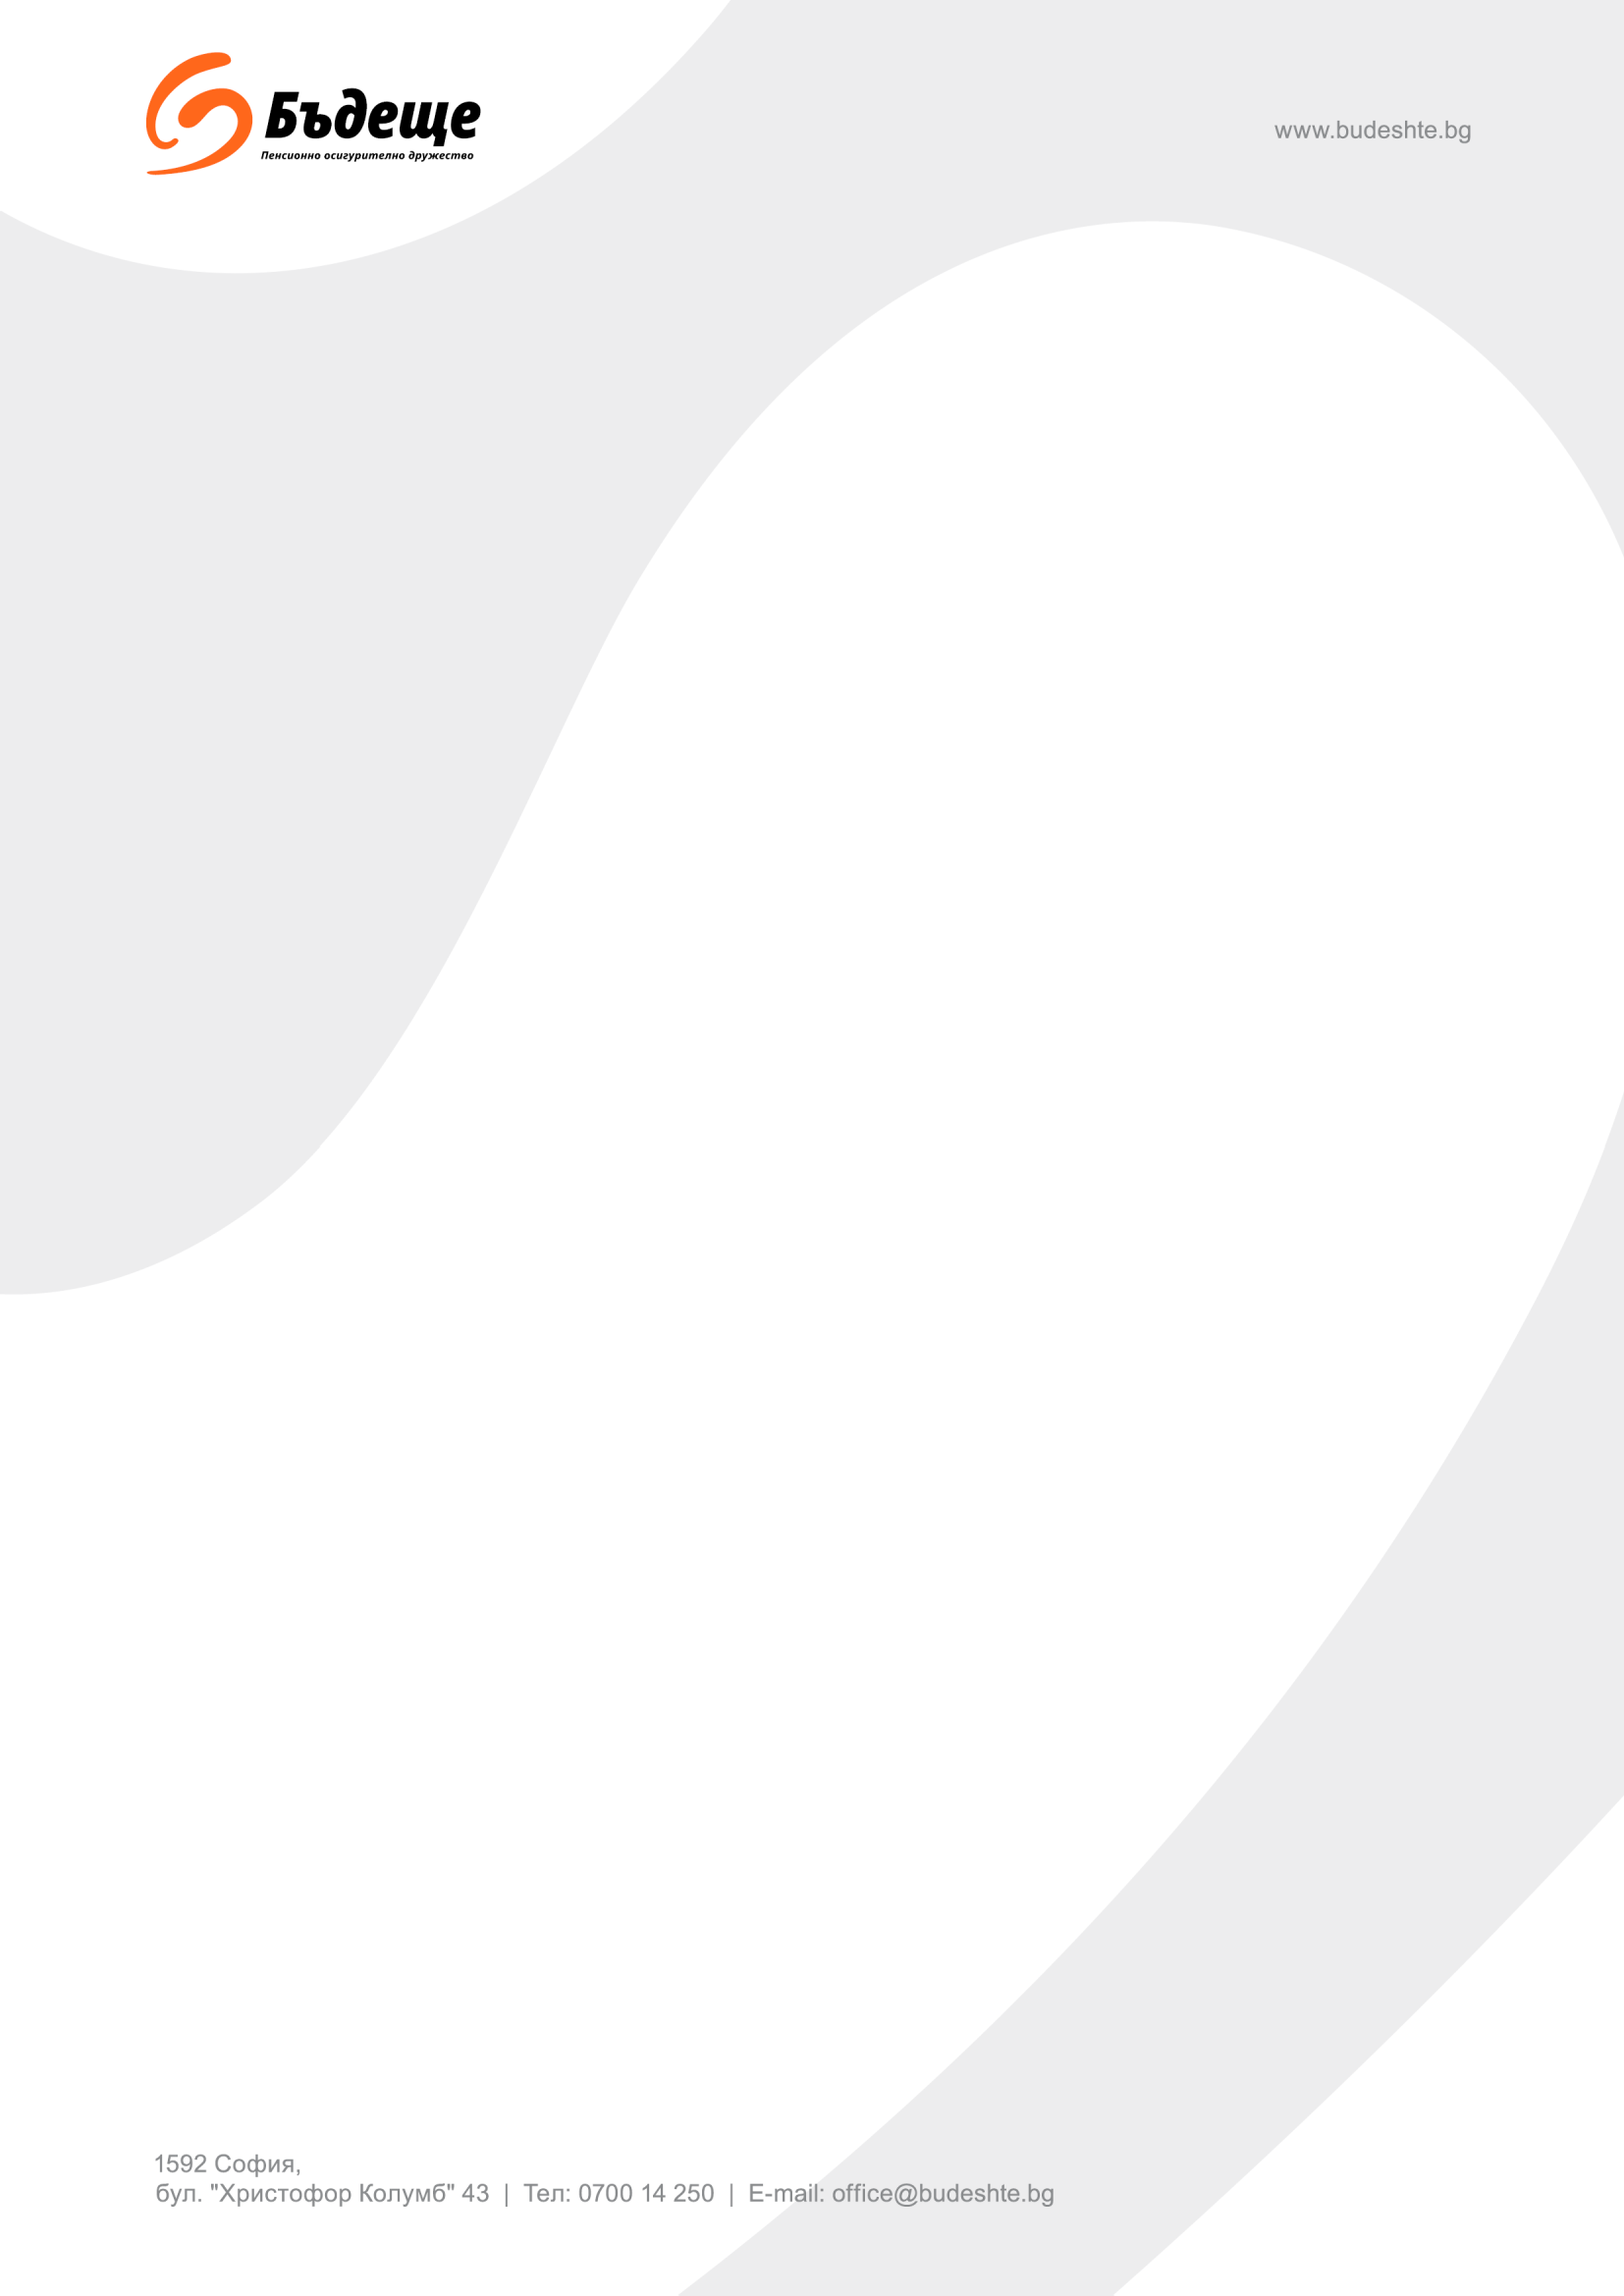 Бъдеще
Пенсионно осигурително дружество
www.budeshte.bg
1592 София,
бул. "Христофор Колумб" 43 | Тел: 0700 14 250 | E-mail: office@budeshte.bg